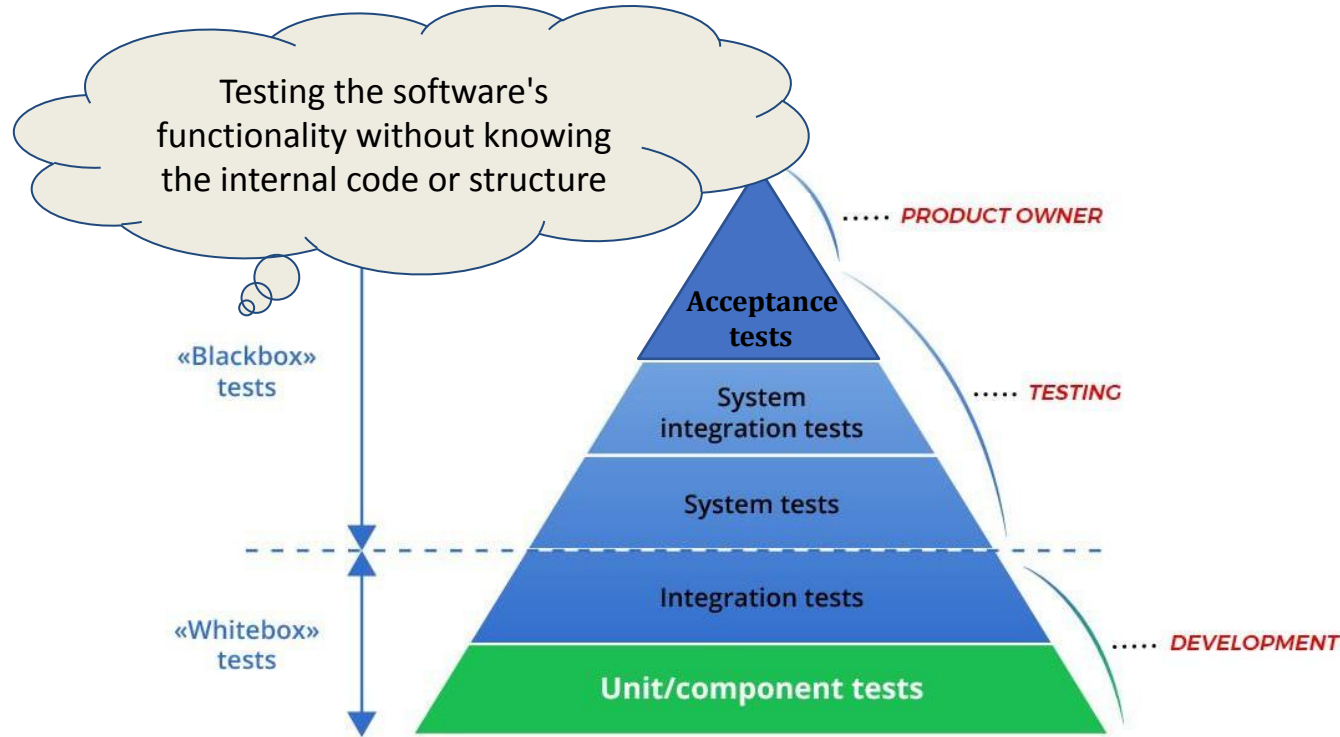 Testing the software's
functionality without knowing
the internal code or structure
..... PRODUCT OWNER
Acceptance
tests
«Blackbox»
tests
System
integration tests
..... TESTING
System tests
Integration tests
«Whitebox»
tests
..... DEVELOPMENT
Unit/component tests